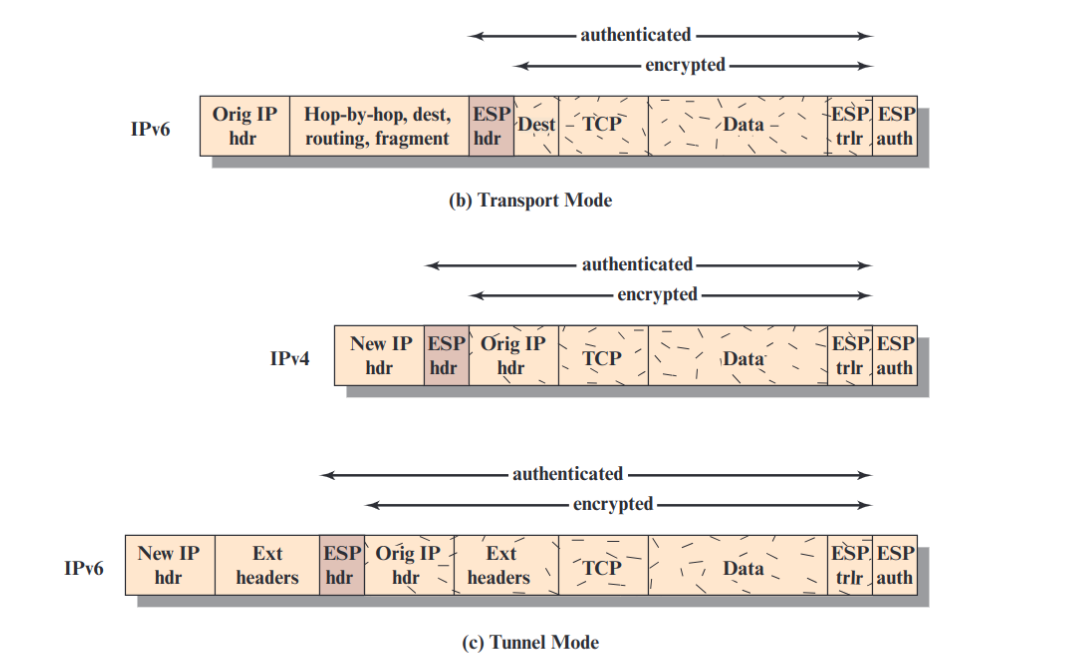 authenticated
encrypted
IPv6
Orig IP
hdr
Hop-by-hop, dest,
routing, fragment
ESP
hdr
Dest
TCP
Data
ESP
trlr
ESP
auth
(b) Transport Mode
authenticated
encrypted
IPv4
New IP
hdr
ESP
hdr
Orig IP
hdr
TCP
Data
ESP
trlr
ESP
auth
authenticated
encrypted
IPv6
New IP
hdr
Ext
headers
ESP
hdr
Orig IP
hdr
Ext
headers
TCP
Data
ESP
trlr
ESP
auth
(c) Tunnel Mode